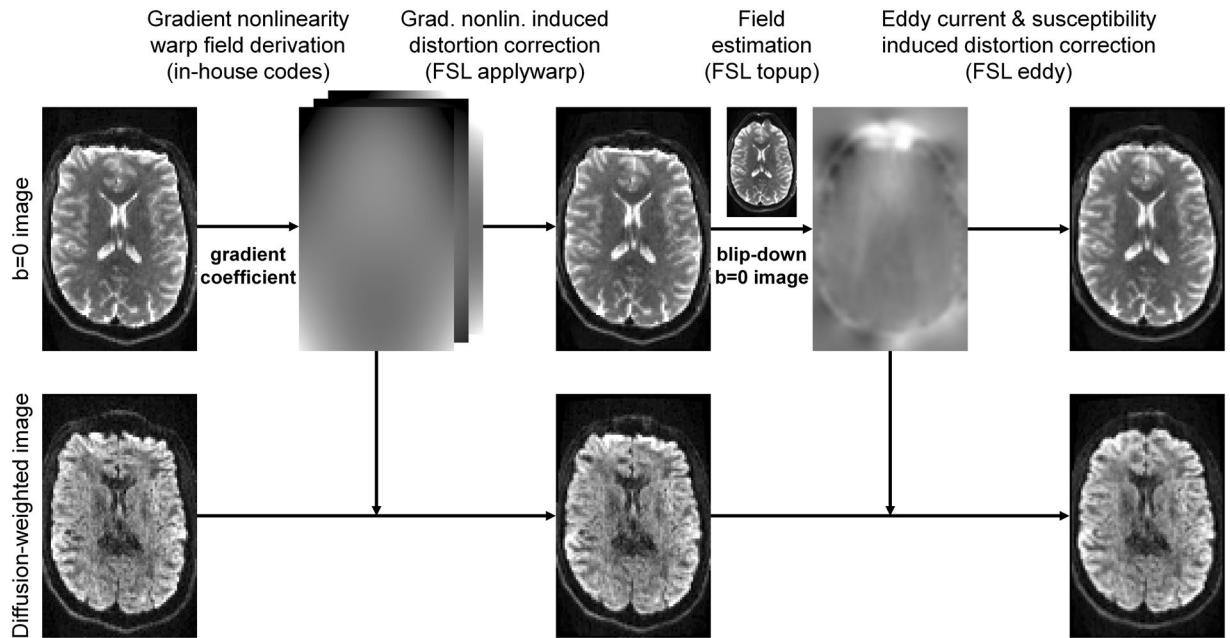 Gradient nonlinearity
warp field derivation
(in-house codes)
Grad. nonlin. induced
distortion correction
(FSL applywarp)
Field
estimation
(FSL topup)
Eddy current & susceptibility
induced distortion correction
(FSL eddy)
b=0 image
gradient
coefficient
blip-down
b=0 image
Diffusion-weighted image